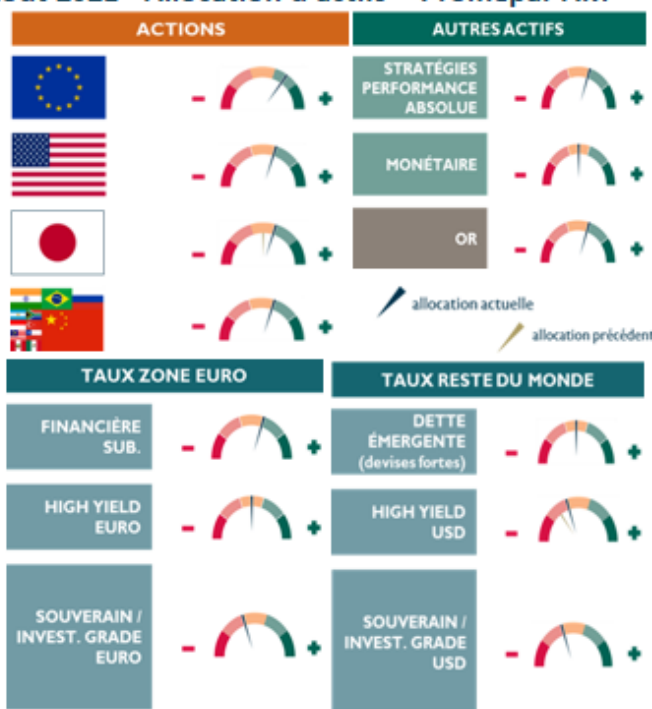 ACTIONS
AUTRES ACTIFS
STRATÉGIES
PERFORMANCE
ABSOLUE
- +
- +
- +
MONÉTAIRE
- +
- +
OR
- +
- +
allocation actuelle
allocation précédent
TAUX ZONE EURO
TAUX RESTE DU MONDE
FINANCIÈRE
SUB.
- +
DETTE
ÉMERGENTE
(devises fortes)
- +
HIGH YIELD
EURO
- +
HIGH YIELD
USD
- +
SOUVERAIN /
INVEST. GRADE
EURO
- +
SOUVERAIN /
INVEST. GRADE
USD
- +